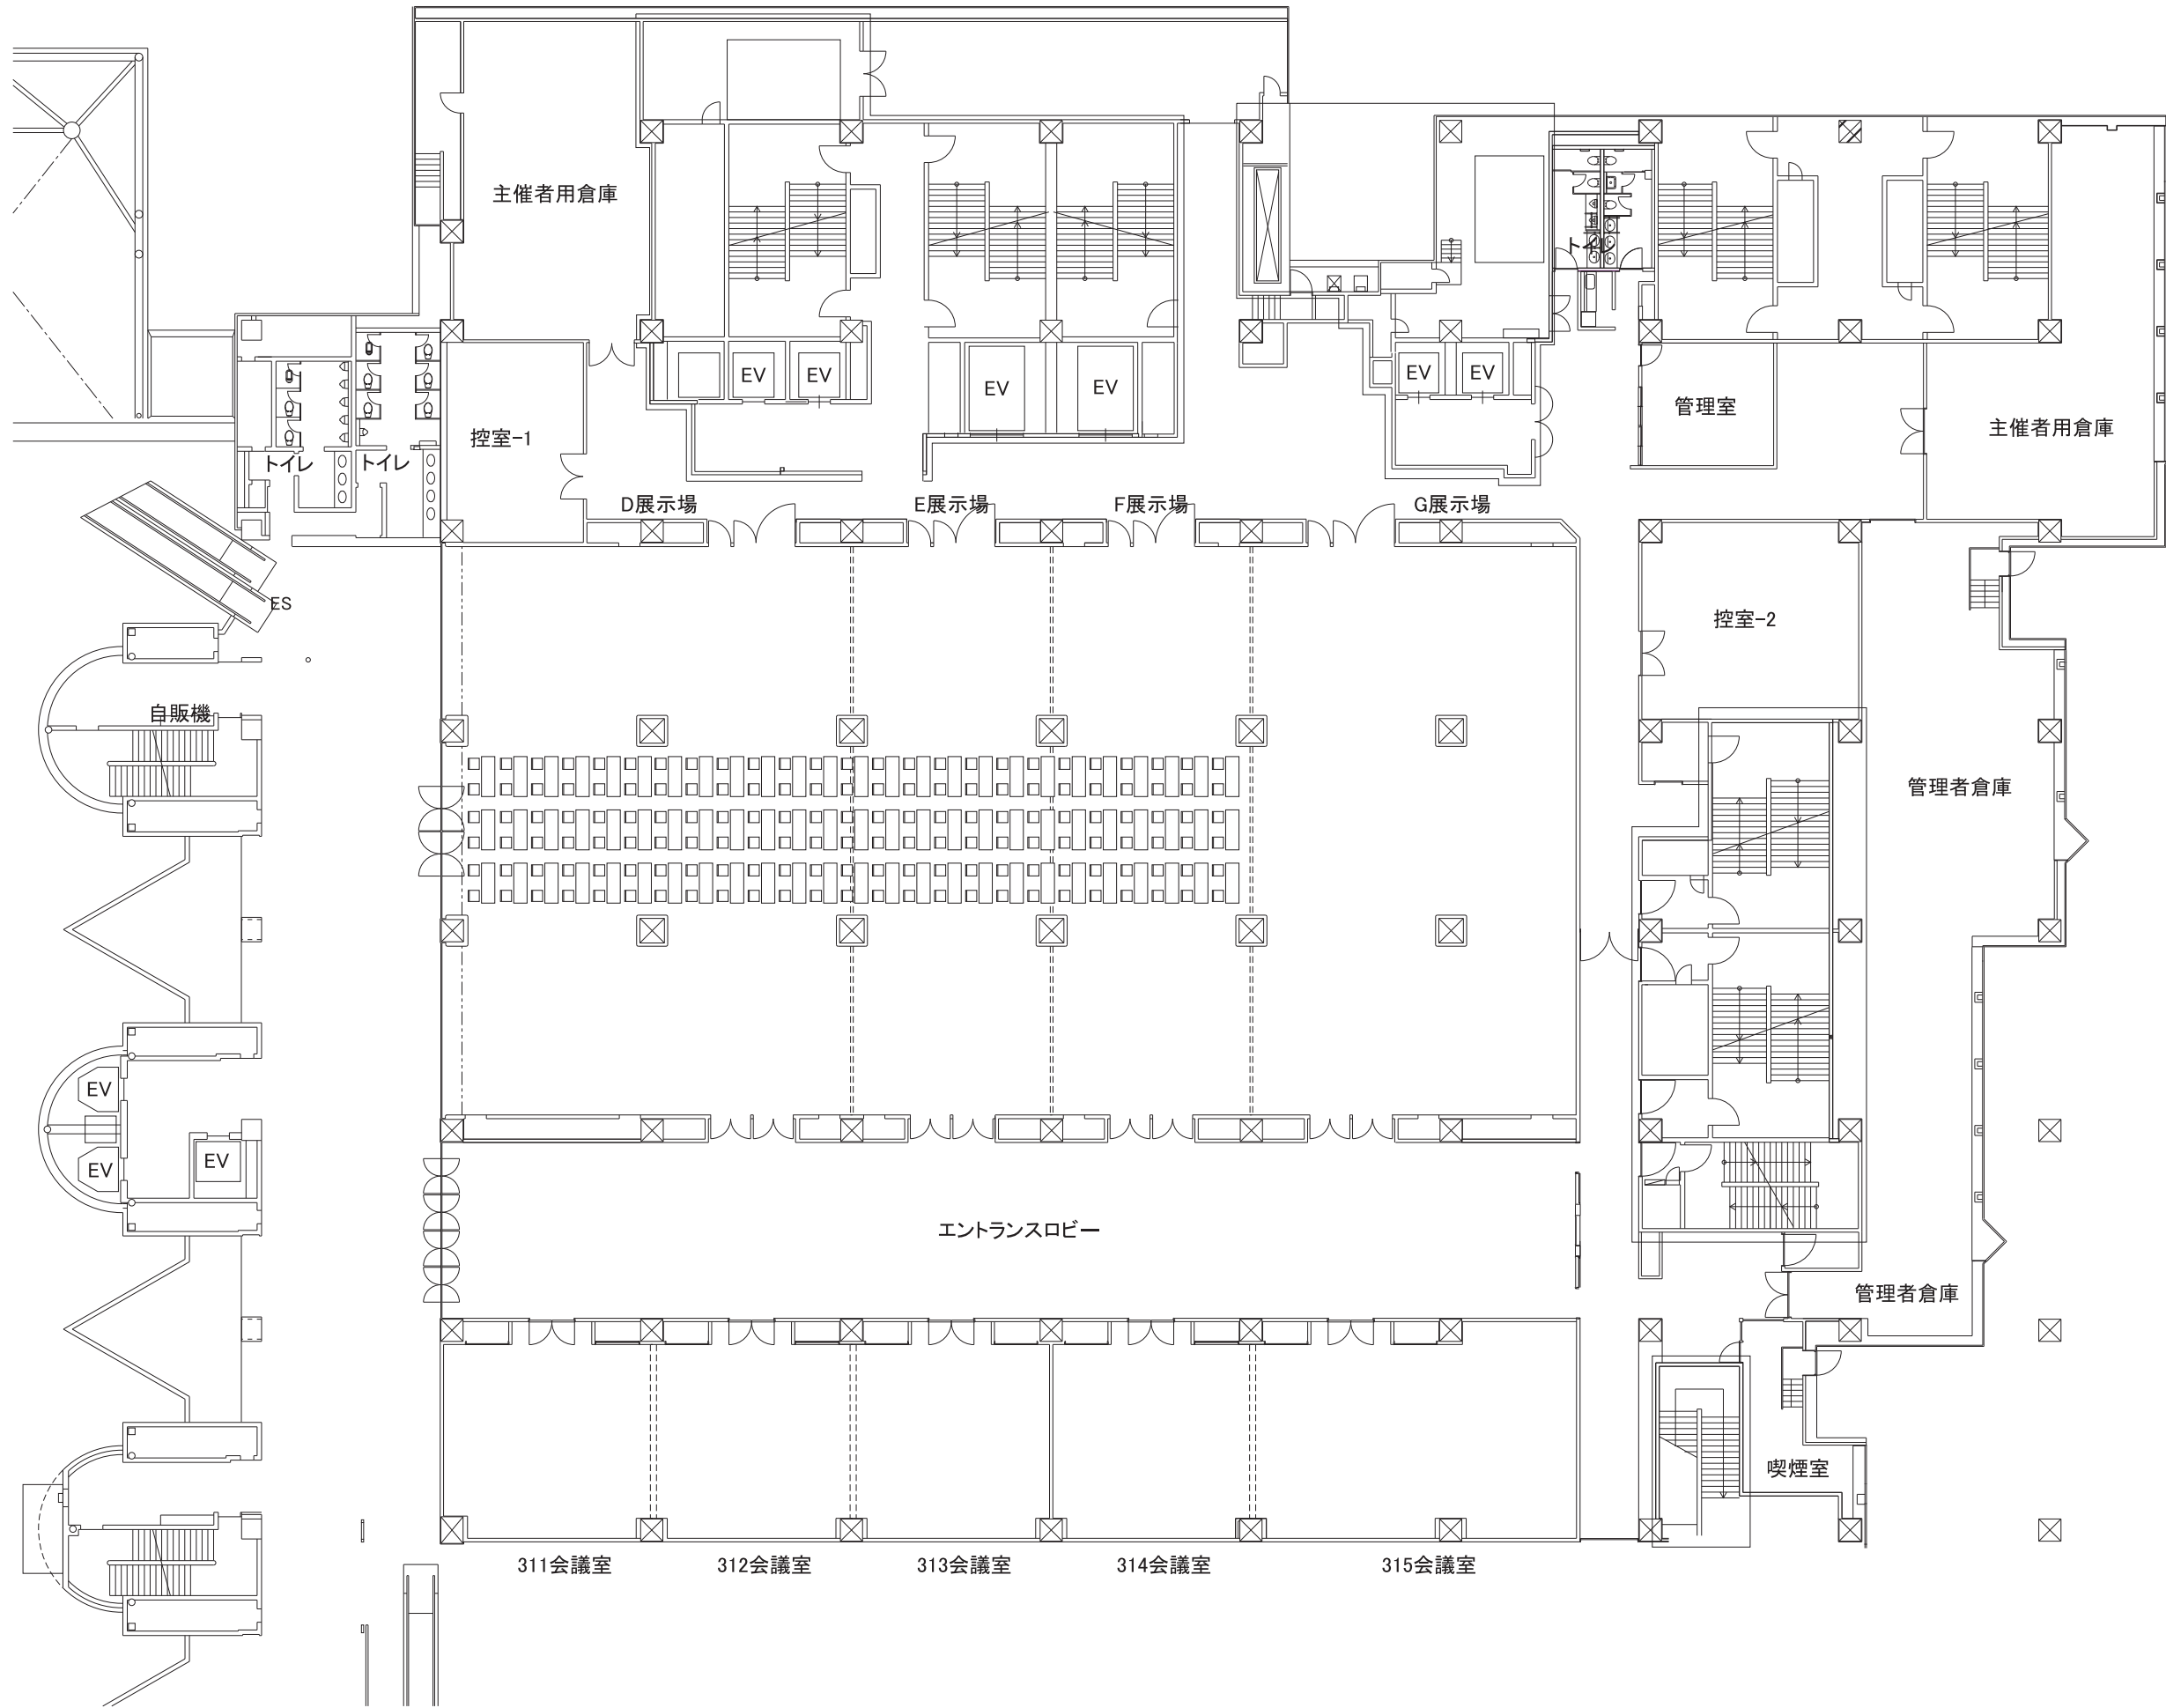 主催者用倉庫
トイレ
EV
EV
EV
EV
EV
EV
管理室
主催者用倉庫
控室-1
トイレ
トイレ
D展示場
E展示場
F展示場
G展示場
ES
控室-2
自販機
管理者倉庫
EV
EV
EV
エントランスロビー
管理者倉庫
喫煙室
311会議室
312会議室
313会議室
314会議室
315会議室